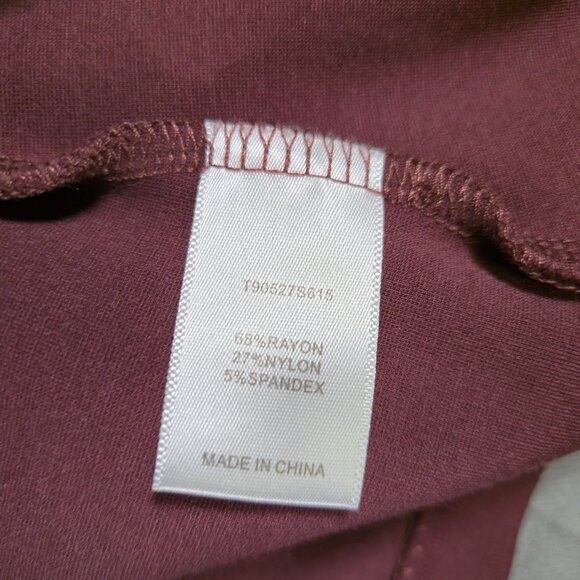 T90527S615
68%RAYON
27%NYLON
5%SPANDEX
MADE IN CHINA